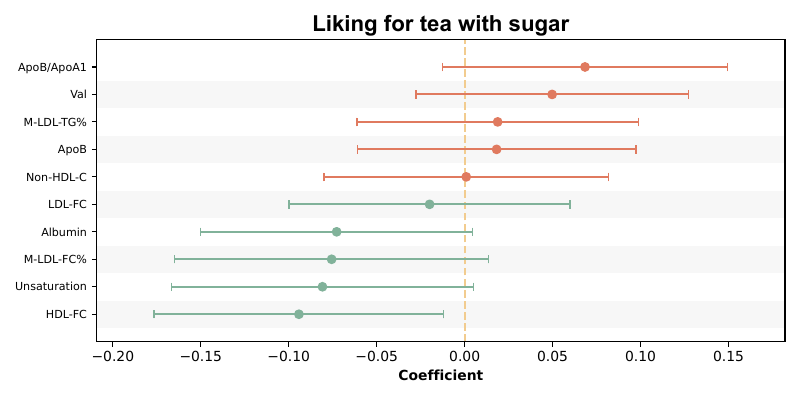 Liking for tea with sugar
ApoB/ApoA1
Val
M-LDL-TG%
ApoB
Non-HDL-C
LDL-FC
Albumin
M-LDL-FC%
Unsaturation
HDL-FC
−0.20 −0.15 −0.10 −0.05 0.00 0.05 0.10 0.15
Coefficient